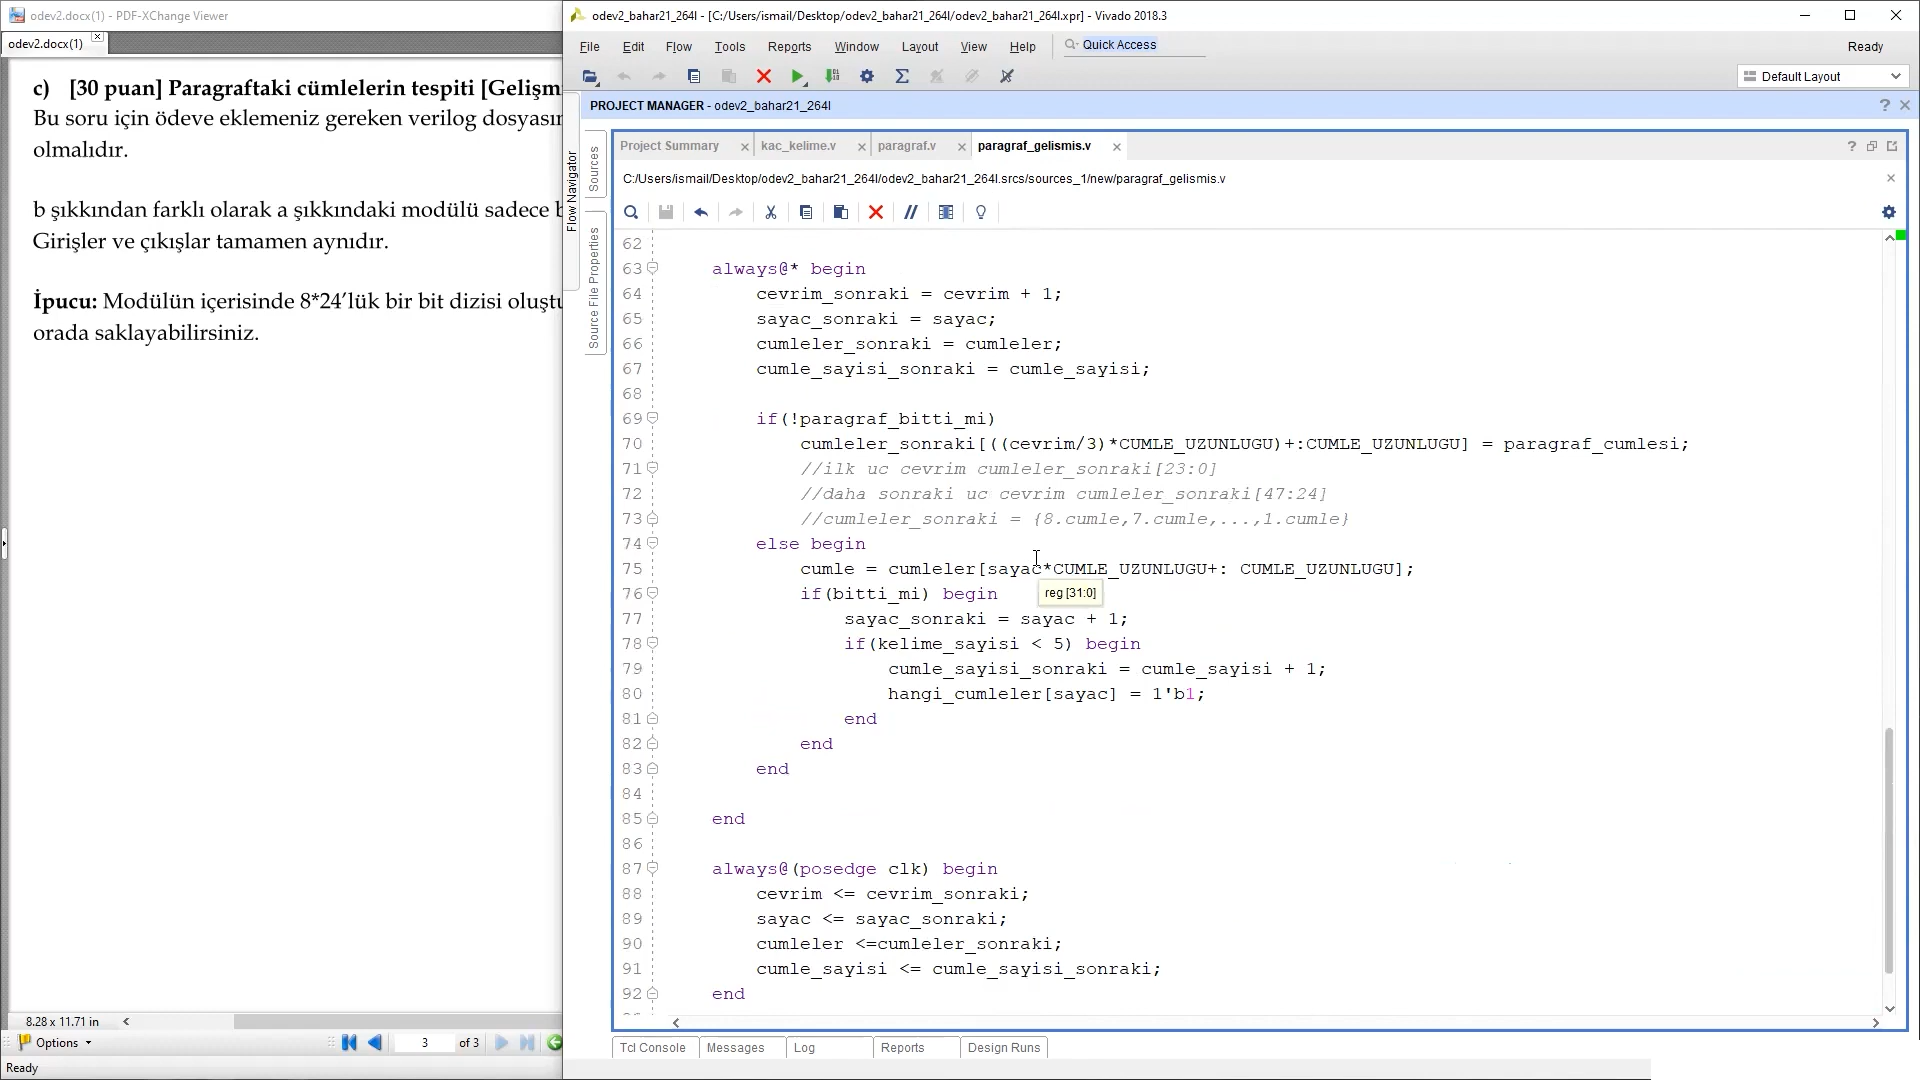 odev2.docx(1) - PDF-XChange Viewer
odev2.docx(1)
c) [30 puan] Paragraftaki cümlelerin tespiti [Gelişm
Bu soru için ödeve eklemeniz gereken verilog dosyasır
olmalıdır.
b şıkkından farklı olarak a şıkkındaki modülü sadece b
Girişler ve çıkışlar tamamen aynıdır.
İpucu: Modülün içerisinde 8*24'lük bir bit dizisi oluştu
orada saklayabilirsiniz.
8.28 x 11.71 in
Options
3 of 3
Ready
odev2_bahar21_264l - [C:/Users/ismail/Desktop/odev2_bahar21_264l/odev2_bahar21_264l.xpr] - Vivado 2018.3
File Edit Flow Tools Reports Window Layout View Help Quick Access
Ready
Default Layout
PROJECT MANAGER - odev2_bahar21_264l
Flow Navigator
Sources
Source File Properties
Project Summary kac_kelime.v paragraf.v paragraf_gelismis.v
C:/Users/ismail/Desktop/odev2_bahar21_264l/odev2_bahar21_264l.srcs/sources_1/new/paragraf_gelismis.v
62
63 always@* begin
64 cevrim_sonraki = cevrim + 1;
65 sayac_sonraki = sayac;
66 cumleler_sonraki = cumleler;
67 cumle_sayisi_sonraki = cumle_sayisi;
68
69 if(!paragraf_bitti_mi)
70 cumleler_sonraki[((cevrim/3)*CUMLE_UZUNLUGU)+:CUMLE_UZUNLUGU] = paragraf_cumlesi;
71 //ilk uc cevrim cumleler_sonraki[23:0]
72 //daha sonraki uc cevrim cumleler_sonraki[47:24]
73 //cumleler_sonraki = {8.cumle,7.cumle,...,1.cumle}
74 else begin
75 cumle = cumleler[sayac*CUMLE_UZUNLUGU+: CUMLE_UZUNLUGU];
76 if(bitti_mi) begin
reg [31:0]
77 sayac_sonraki = sayac + 1;
78 if(kelime_sayisi < 5) begin
79 cumle_sayisi_sonraki = cumle_sayisi + 1;
80 hangi_cumleler[sayac] = 1'b1;
81 end
82 end
83 end
84
85 end
86
87 always@(posedge clk) begin
88 cevrim <= cevrim_sonraki;
89 sayac <= sayac_sonraki;
90 cumleler <=cumleler_sonraki;
91 cumle_sayisi <= cumle_sayisi_sonraki;
92 end
Tcl Console Messages Log Reports Design Runs